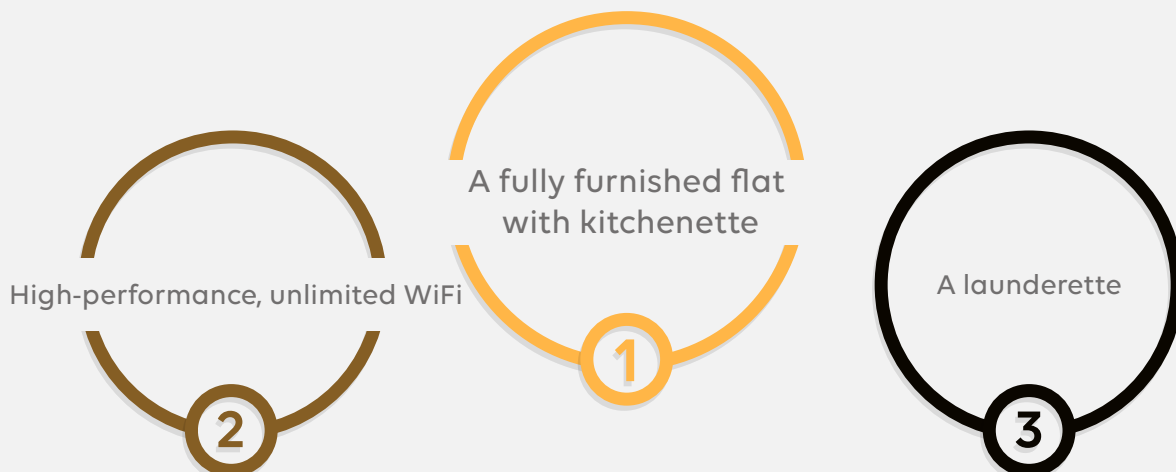 A fully furnished flat
with kitchenette
1
High-performance, unlimited WiFi
2
A launderette
3